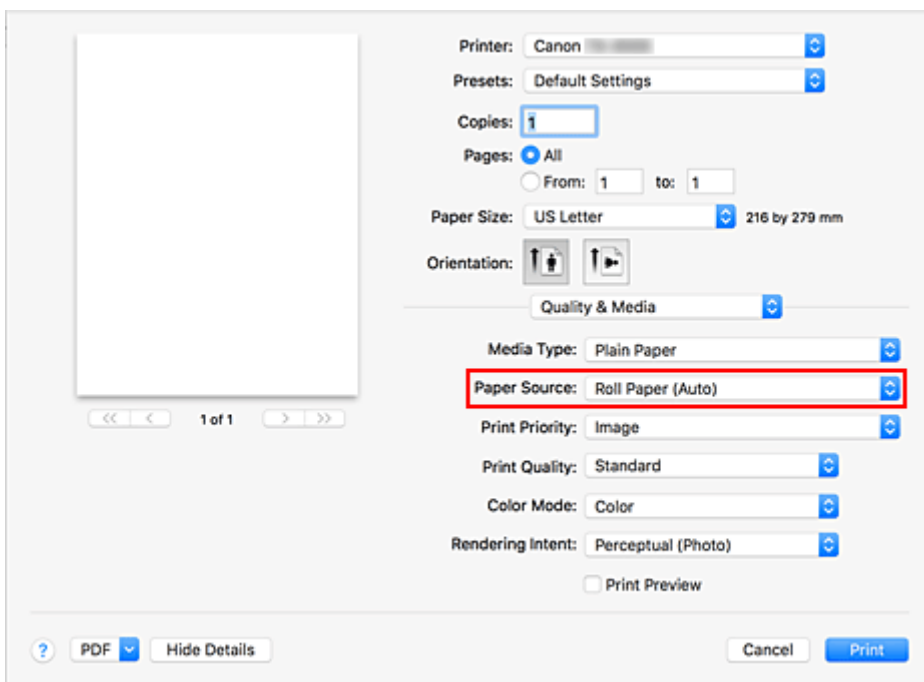 Printer: Canon
Presets: Default Settings
Copies: 1
Pages: All
From: 1 to: 1
Paper Size: US Letter 216 by 279 mm
Orientation:
Quality & Media
Media Type: Plain Paper
Paper Source: Roll Paper (Auto)
1 of 1
Print Priority: Image
Print Quality: Standard
Color Mode: Color
Rendering Intent: Perceptual (Photo)
Print Preview
? PDF Hide Details Cancel Print